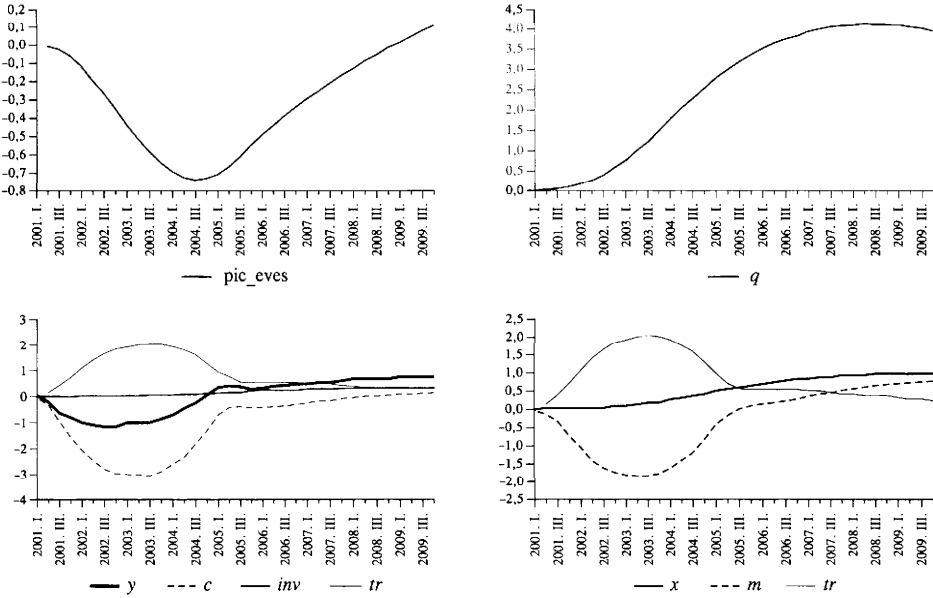 0,2
0,1
0,0
–0,1
–0,2
–0,3
–0,4
–0,5
–0,6
–0,7
–0,8
2001. I.
2001. III.
2002. I.
2002. III.
2003. I.
2003. III.
2004. I.
2004. III.
2005. I.
2005. III.
2006. I.
2006. III.
2007. I.
2007. III.
2008. I.
2008. III.
2009. I.
2009. III.
pic_eves
4,5
4,0
3,5
3,0
2,5
2,0
1,5
1,0
0,5
0,0
2001. I.
2001. III.
2002. I.
2002. III.
2003. I.
2003. III.
2004. I.
2004. III.
2005. I.
2005. III.
2006. I.
2006. III.
2007. I.
2007. III.
2008. I.
2008. III.
2009. I.
2009. III.
q
3
2
1
0
–1
–2
–3
–4
2001. I.
2001. III.
2002. I.
2002. III.
2003. I.
2003. III.
2004. I.
2004. III.
2005. I.
2005. III.
2006. I.
2006. III.
2007. I.
2007. III.
2008. I.
2008. III.
2009. I.
2009. III.
y c inv tr
2,5
2,0
1,5
1,0
0,5
0,0
–0,5
–1,0
–1,5
–2,0
–2,5
2001. I.
2001. III.
2002. I.
2002. III.
2003. I.
2003. III.
2004. I.
2004. III.
2005. I.
2005. III.
2006. I.
2006. III.
2007. I.
2007. III.
2008. I.
2008. III.
2009. I.
2009. III.
x m tr